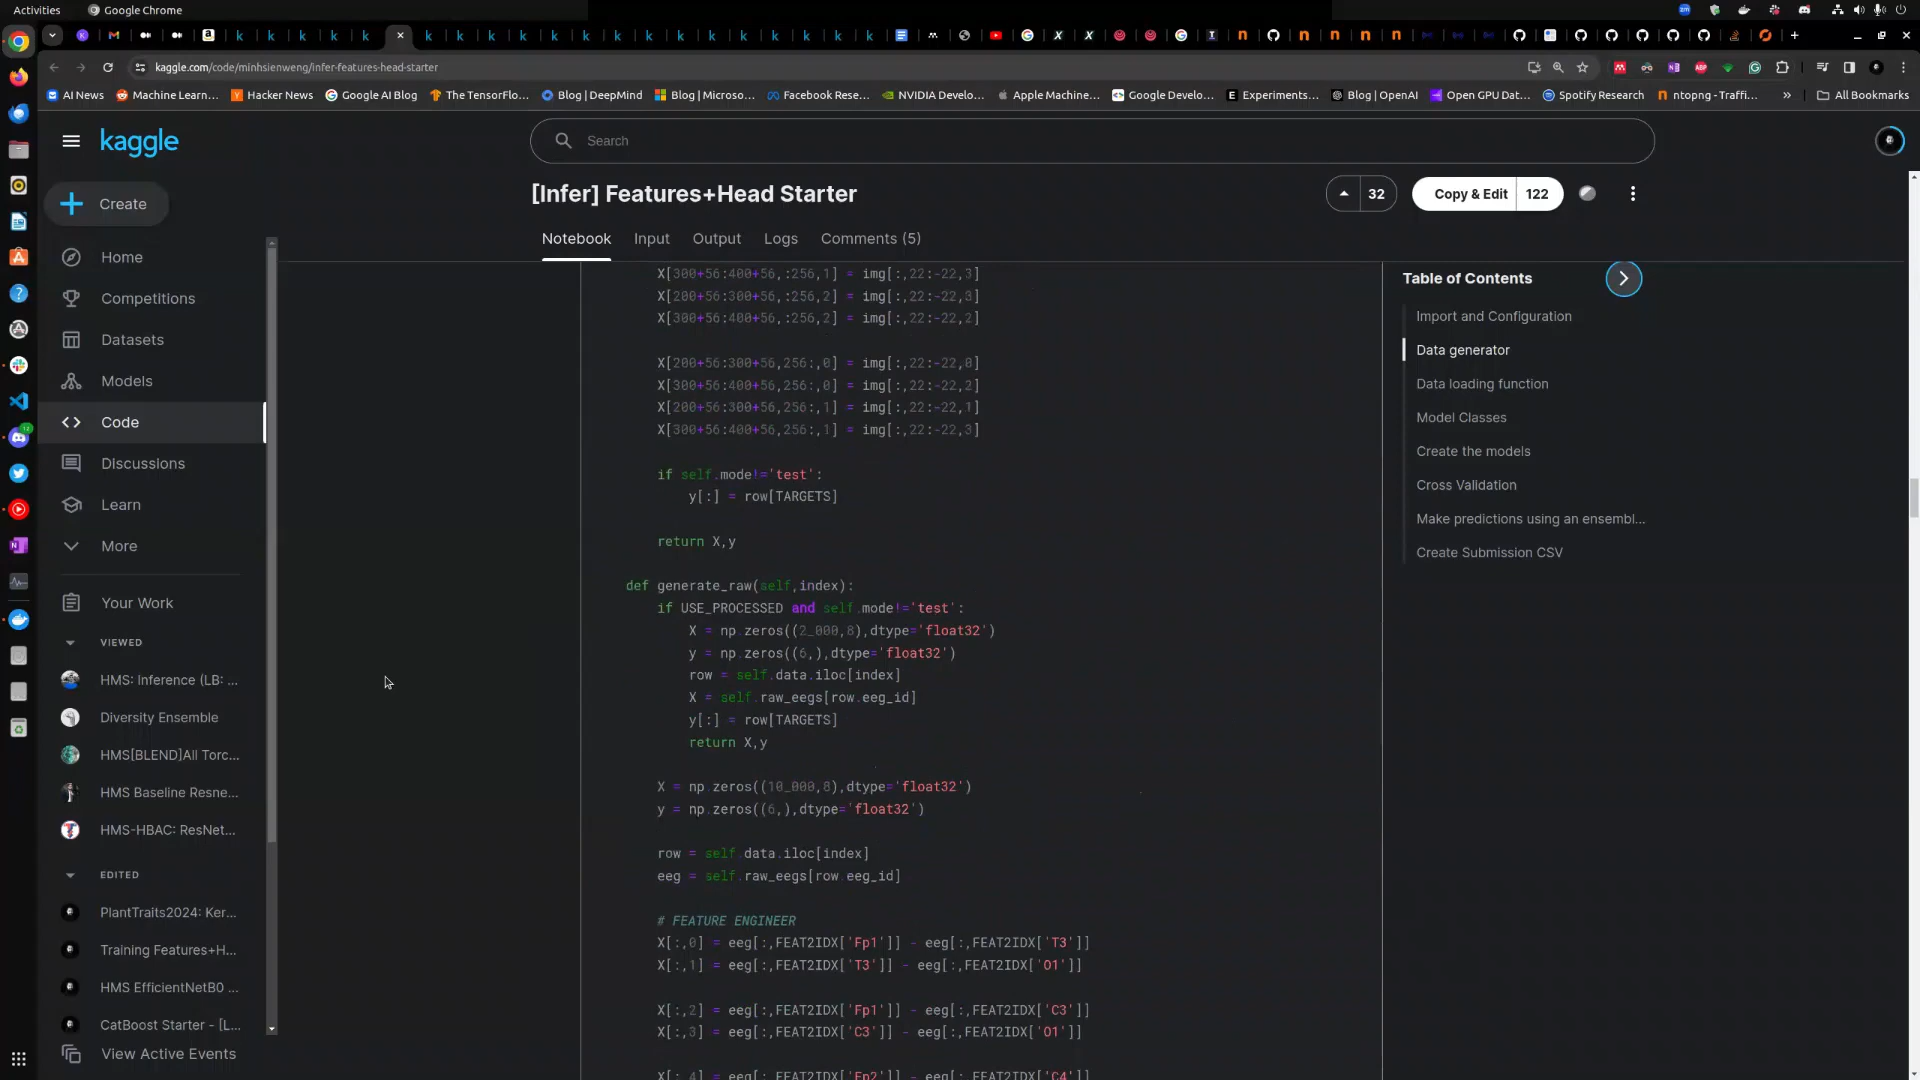 Activities
Google Chrome
kaggle.com/code/minhsienweng/infer-features-head-starter
AI News
Machine Learn...
Hacker News
Google AI Blog
The TensorFlo...
Blog | DeepMind
Blog | Microso...
Facebook Rese...
NVIDIA Develo...
Apple Machine...
Google Develo...
Experiments...
Blog | OpenAI
Open GPU Dat...
Spotify Research
ntopng - Traffi...
»
All Bookmarks
kaggle
Search
Create
[Infer] Features+Head Starter
32
Copy & Edit
122
Notebook
Input
Output
Logs
Comments (5)
Home
Competitions
Datasets
Models
Code
Discussions
Learn
More
Your Work
VIEWED
HMS: Inference (LB: ...
Diversity Ensemble
HMS[BLEND]All Torc...
HMS Baseline Resne...
HMS-HBAC: ResNet...
EDITED
PlantTraits2024: Ker...
Training Features+H...
HMS EfficientNetB0 ...
CatBoost Starter - [L...
View Active Events
X[300+56:400+56,:256,1] = img[:,22:-22,3]
X[200+56:300+56,:256,2] = img[:,22:-22,3]
X[300+56:400+56,:256,2] = img[:,22:-22,2]
X[200+56:300+56,256:,0] = img[:,22:-22,0]
X[300+56:400+56,256:,0] = img[:,22:-22,2]
X[200+56:300+56,256:,1] = img[:,22:-22,1]
X[300+56:400+56,256:,1] = img[:,22:-22,3]
if self.mode!='test':
y[:] = row[TARGETS]
return X,y
def generate_raw(self,index):
if USE_PROCESSED and self.mode!='test':
X = np.zeros((2_000,8),dtype='float32')
y = np.zeros((6,),dtype='float32')
row = self.data.iloc[index]
X = self.raw_eegs[row.eeg_id]
y[:] = row[TARGETS]
return X,y
X = np.zeros((10_000,8),dtype='float32')
y = np.zeros((6,),dtype='float32')
row = self.data.iloc[index]
eeg = self.raw_eegs[row.eeg_id]
# FEATURE ENGINEER
X[:,0] = eeg[:,FEAT2IDX['Fp1']] - eeg[:,FEAT2IDX['T3']]
X[:,1] = eeg[:,FEAT2IDX['T3']] - eeg[:,FEAT2IDX['O1']]
X[:,2] = eeg[:,FEAT2IDX['Fp1']] - eeg[:,FEAT2IDX['C3']]
X[:,3] = eeg[:,FEAT2IDX['C3']] - eeg[:,FEAT2IDX['O1']]
X[:,4] = eeg[:,FEAT2IDX['Fp2']] - eeg[:,FEAT2IDX['C4']]
Table of Contents
Import and Configuration
Data generator
Data loading function
Model Classes
Create the models
Cross Validation
Make predictions using an ensembl...
Create Submission CSV